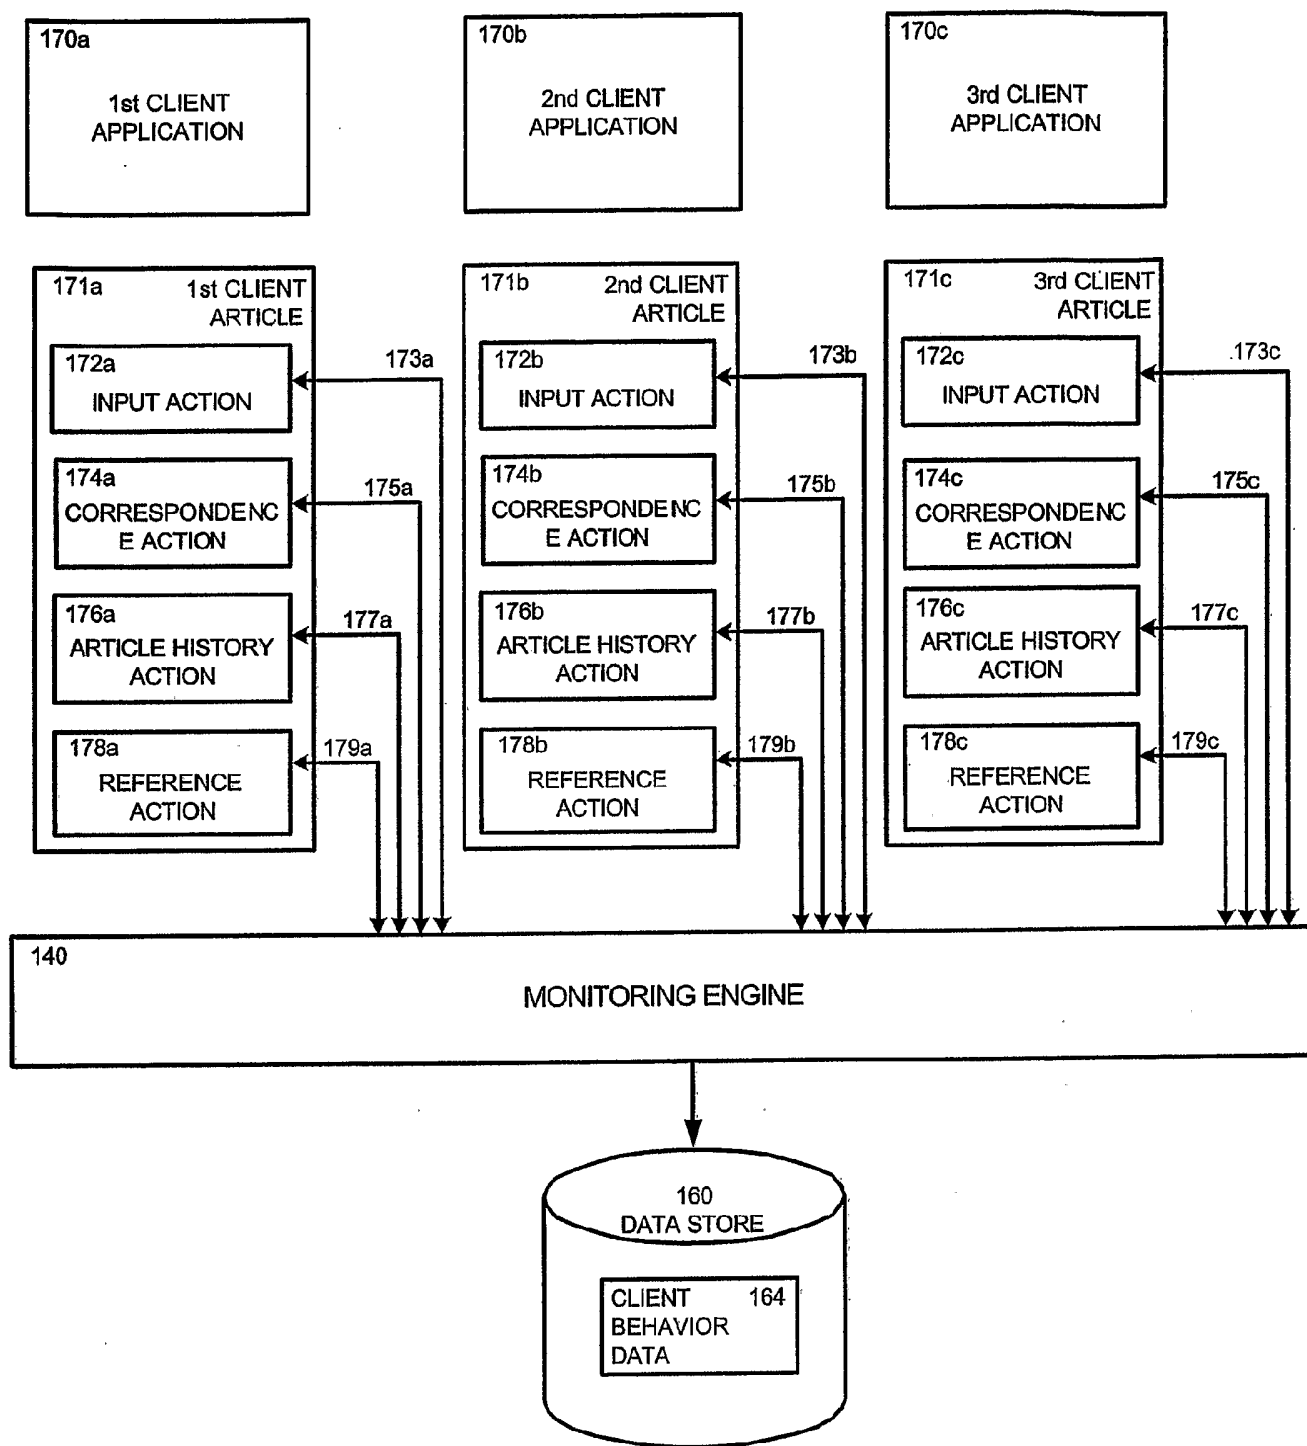 170a
1st CLIENT
APPLICATION
170b
2nd CLIENT
APPLICATION
170c
3rd CLIENT
APPLICATION
171a
1st CLIENT
ARTICLE
172a
INPUT ACTION
173a
174a
CORRESPONDENC
E ACTION
175a
176a
ARTICLE HISTORY
ACTION
177a
178a
REFERENCE
ACTION
179a
171b
2nd CLIENT
ARTICLE
172b
INPUT ACTION
173b
174b
CORRESPONDENC
E ACTION
175b
176b
ARTICLE HISTORY
ACTION
177b
178b
REFERENCE
ACTION
179b
171c
3rd CLIENT
ARTICLE
172c
INPUT ACTION
173c
174c
CORRESPONDENC
E ACTION
175c
176c
ARTICLE HISTORY
ACTION
177c
178c
REFERENCE
ACTION
179c
140
MONITORING ENGINE
160
DATA STORE
CLIENT 164
BEHAVIOR
DATA